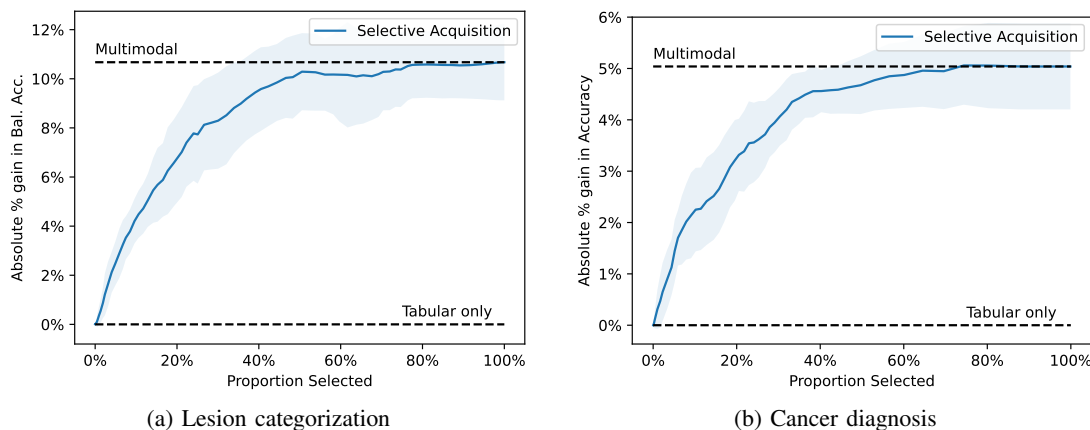 12%
10%
8%
6%
4%
2%
0%
Absolute % gain in Bal. Acc.
Multimodal
Selective Acquisition
Tabular only
0%
20%
40%
60%
80%
100%
Proportion Selected
(a) Lesion categorization
6%
5%
4%
3%
2%
1%
0%
Absolute % gain in Accuracy
Multimodal
Selective Acquisition
Tabular only
0%
20%
40%
60%
80%
100%
Proportion Selected
(b) Cancer diagnosis